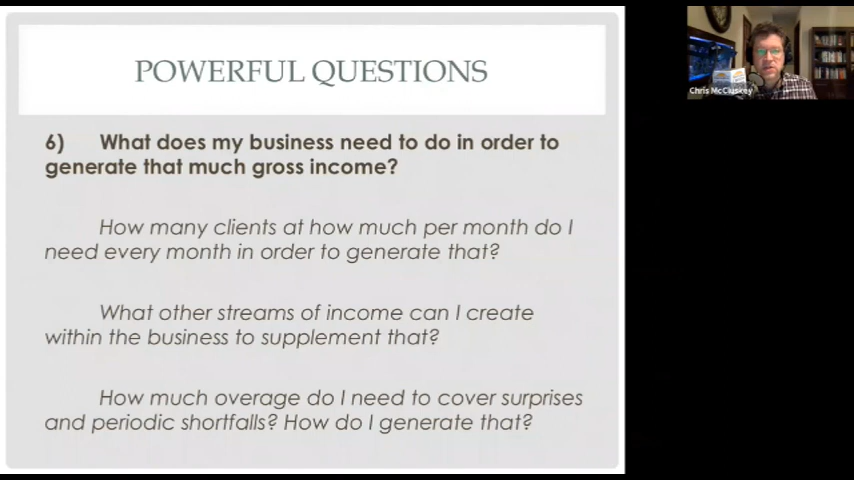 POWERFUL QUESTIONS
6) What does my business need to do in order to
generate that much gross income?
How many clients at how much per month do I
need every month in order to generate that?
What other streams of income can I create
within the business to supplement that?
How much overage do I need to cover surprises
and periodic shortfalls? How do I generate that?
Chris McCluskey